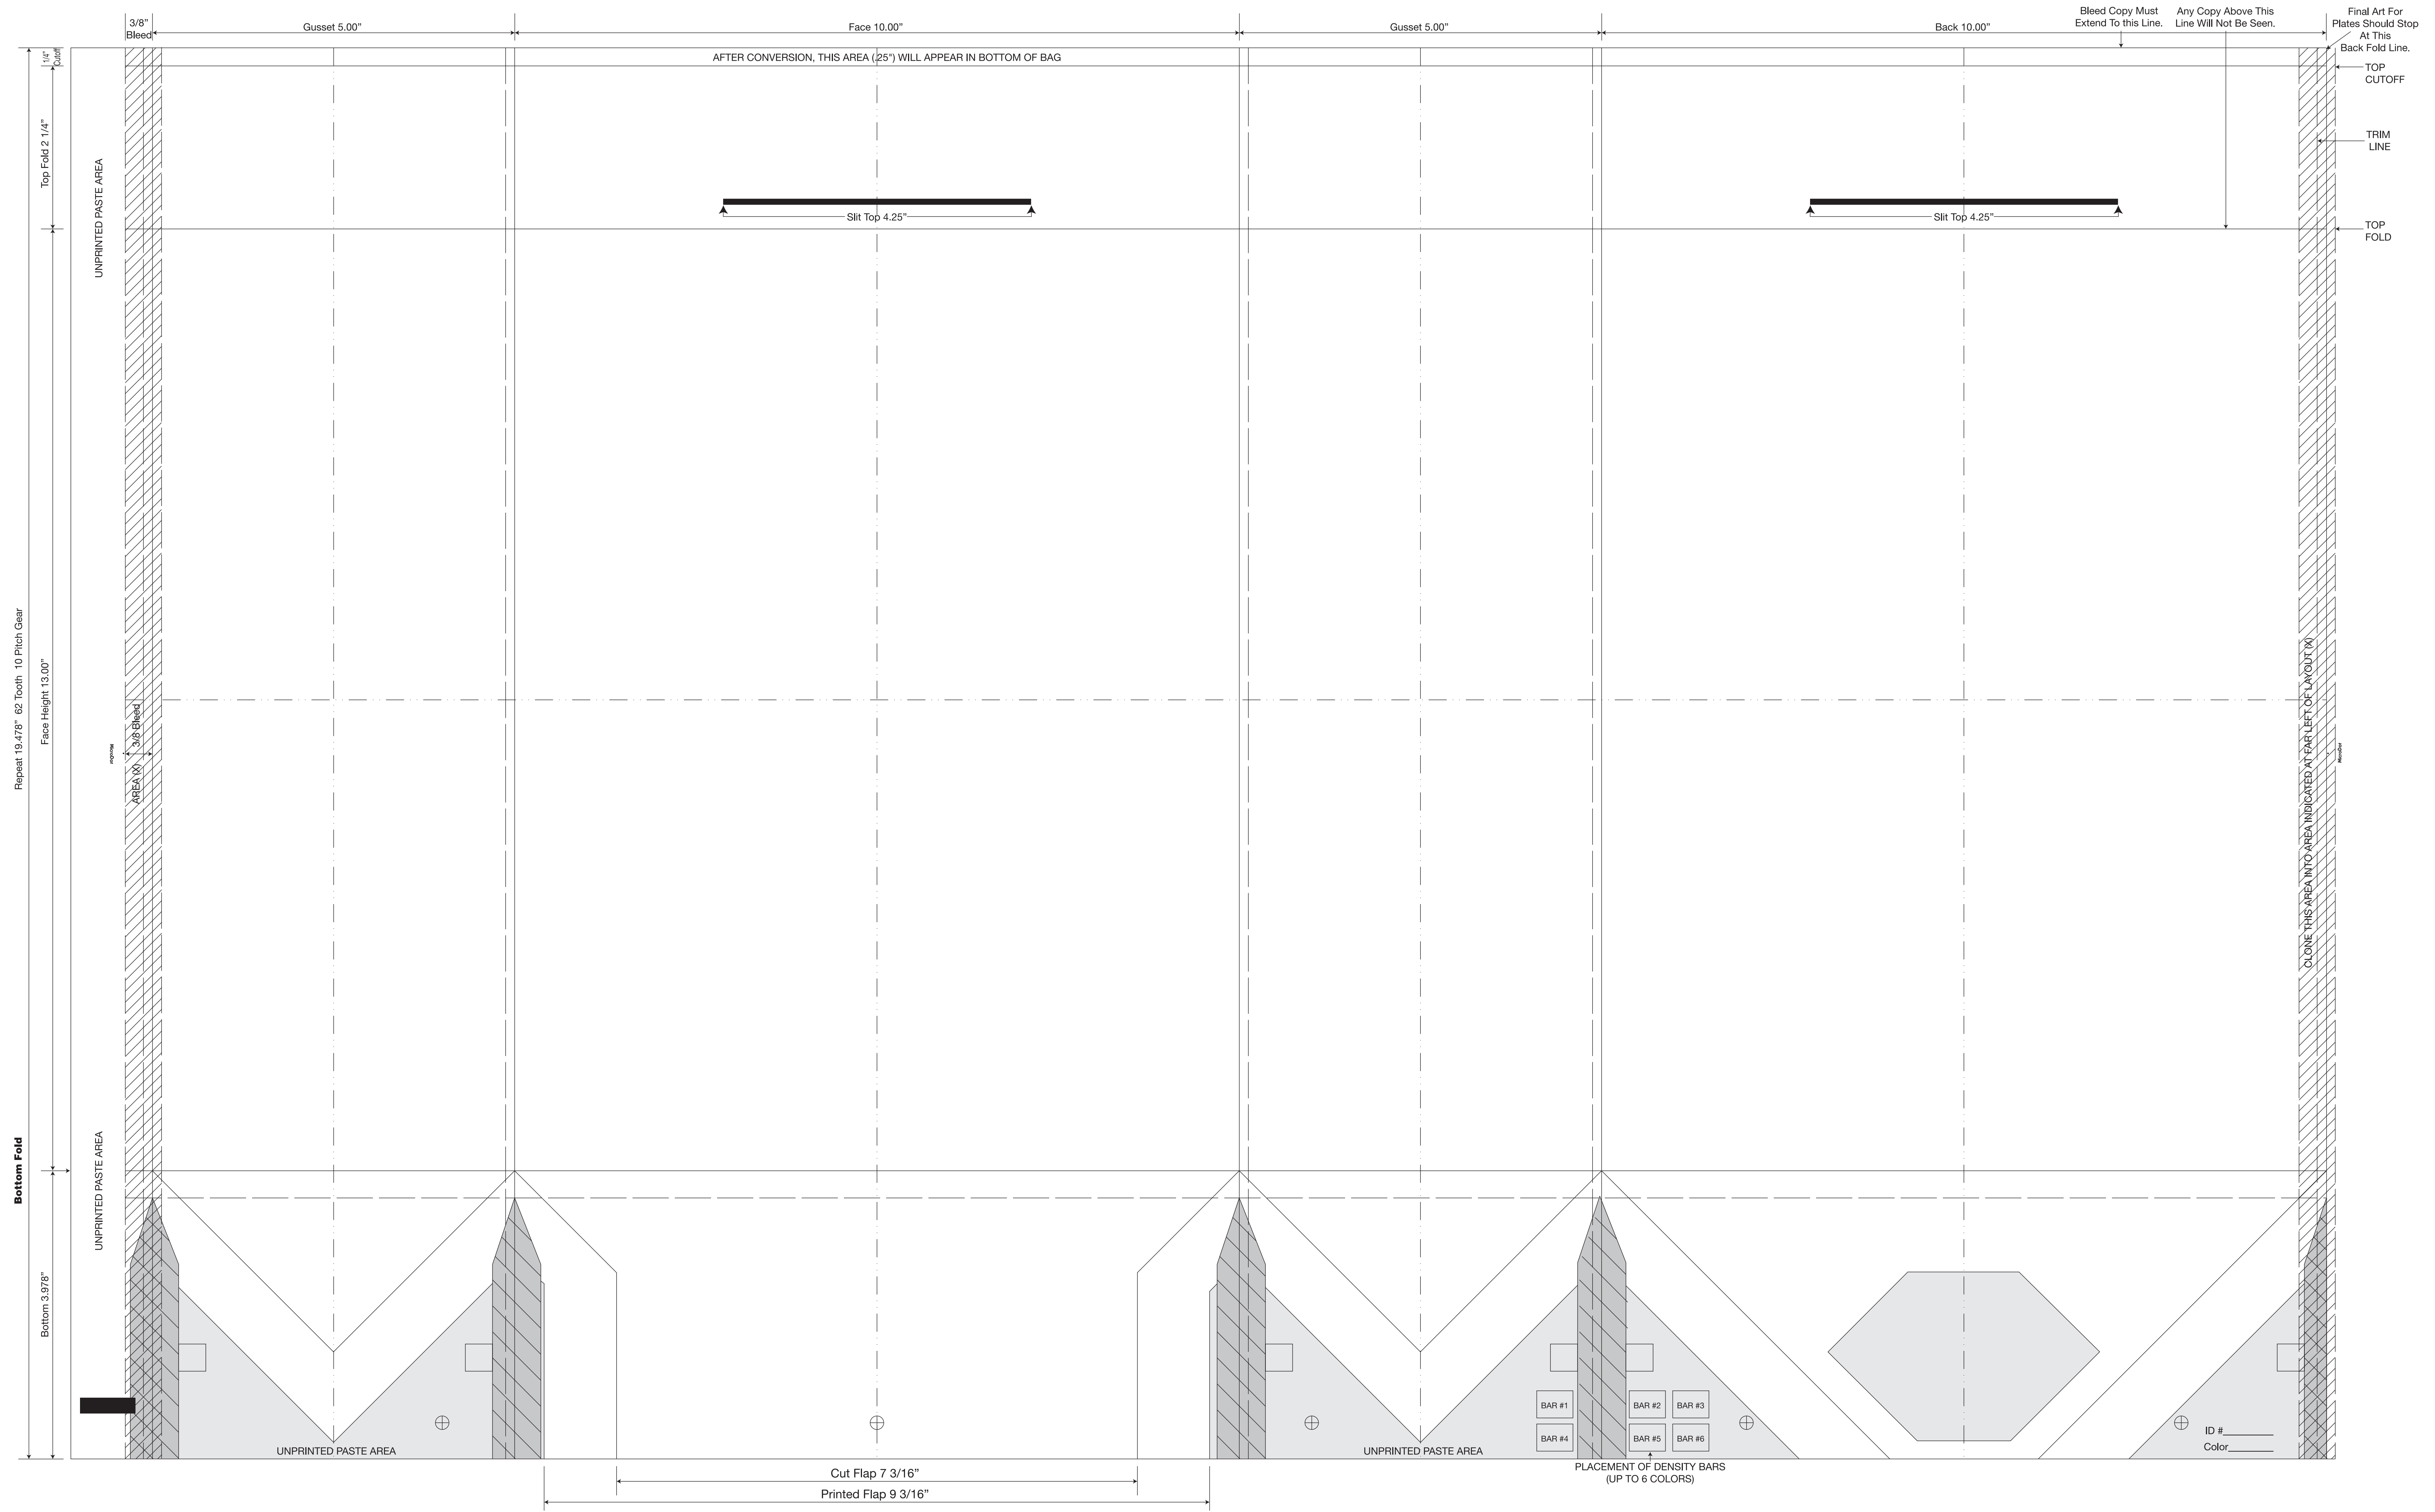 3/8"
Bleed
Gusset 5.00"
Face 10.00"
Gusset 5.00"
Back 10.00"
Bleed Copy Must
Extend To this Line.
Any Copy Above This
Line Will Not Be Seen.
Final Art For
Plates Should Stop
At This
Back Fold Line.
1/4"
Cutoff
AFTER CONVERSION, THIS AREA (.25") WILL APPEAR IN BOTTOM OF BAG
TOP
CUTOFF
Top Fold 2 1/4"
UNPRINTED PASTE AREA
TRIM
LINE
Slit Top 4.25"
Slit Top 4.25"
TOP
FOLD
Repeat 19.478"  62 Tooth  10 Pitch Gear
Face Height 13.00"
3/8 Bleed
AREA (X)
MicroDot
CLONE THIS AREA INTO AREA INDICATED AT FAR LEFT OF LAYOUT (X)
MicroDot
Bottom Fold
UNPRINTED PASTE AREA
Bottom 3.978"
BAR #1
BAR #2
BAR #3
BAR #4
BAR #5
BAR #6
ID #
Color
UNPRINTED PASTE AREA
UNPRINTED PASTE AREA
PLACEMENT OF DENSITY BARS
(UP TO 6 COLORS)
Cut Flap 7 3/16"
Printed Flap 9 3/16"